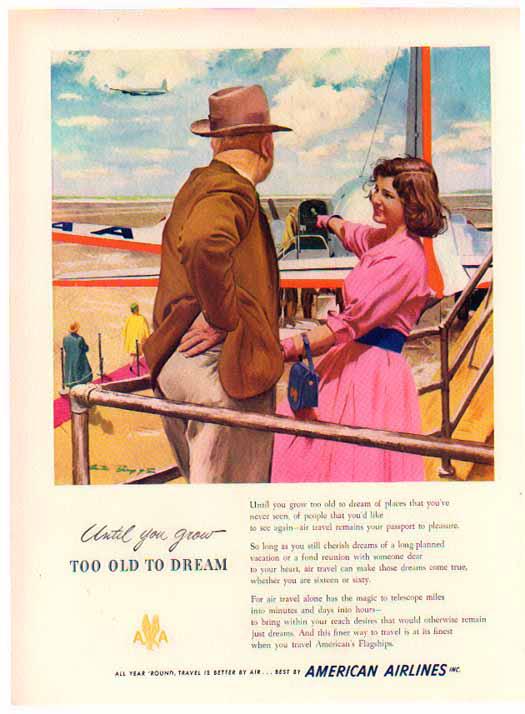 A A
Until you grow
TOO OLD TO DREAM
Until you grow too old to dream of places that you've
never seen, of people that you'd like
to see again—air travel remains your passport to pleasure.
So long as you still cherish dreams of a long-planned
vacation or a fond reunion with someone dear
to your heart, air travel can make those dreams come true,
whether you are sixteen or sixty.
For air travel alone has the magic to telescope miles
into minutes and days into hours—
to bring within your reach desires that would otherwise remain
just dreams. And this finer way to travel is at its finest
when you travel American's Flagships.
A A
ALL YEAR 'ROUND, TRAVEL IS BETTER BY AIR... BEST BY AMERICAN AIRLINES INC.